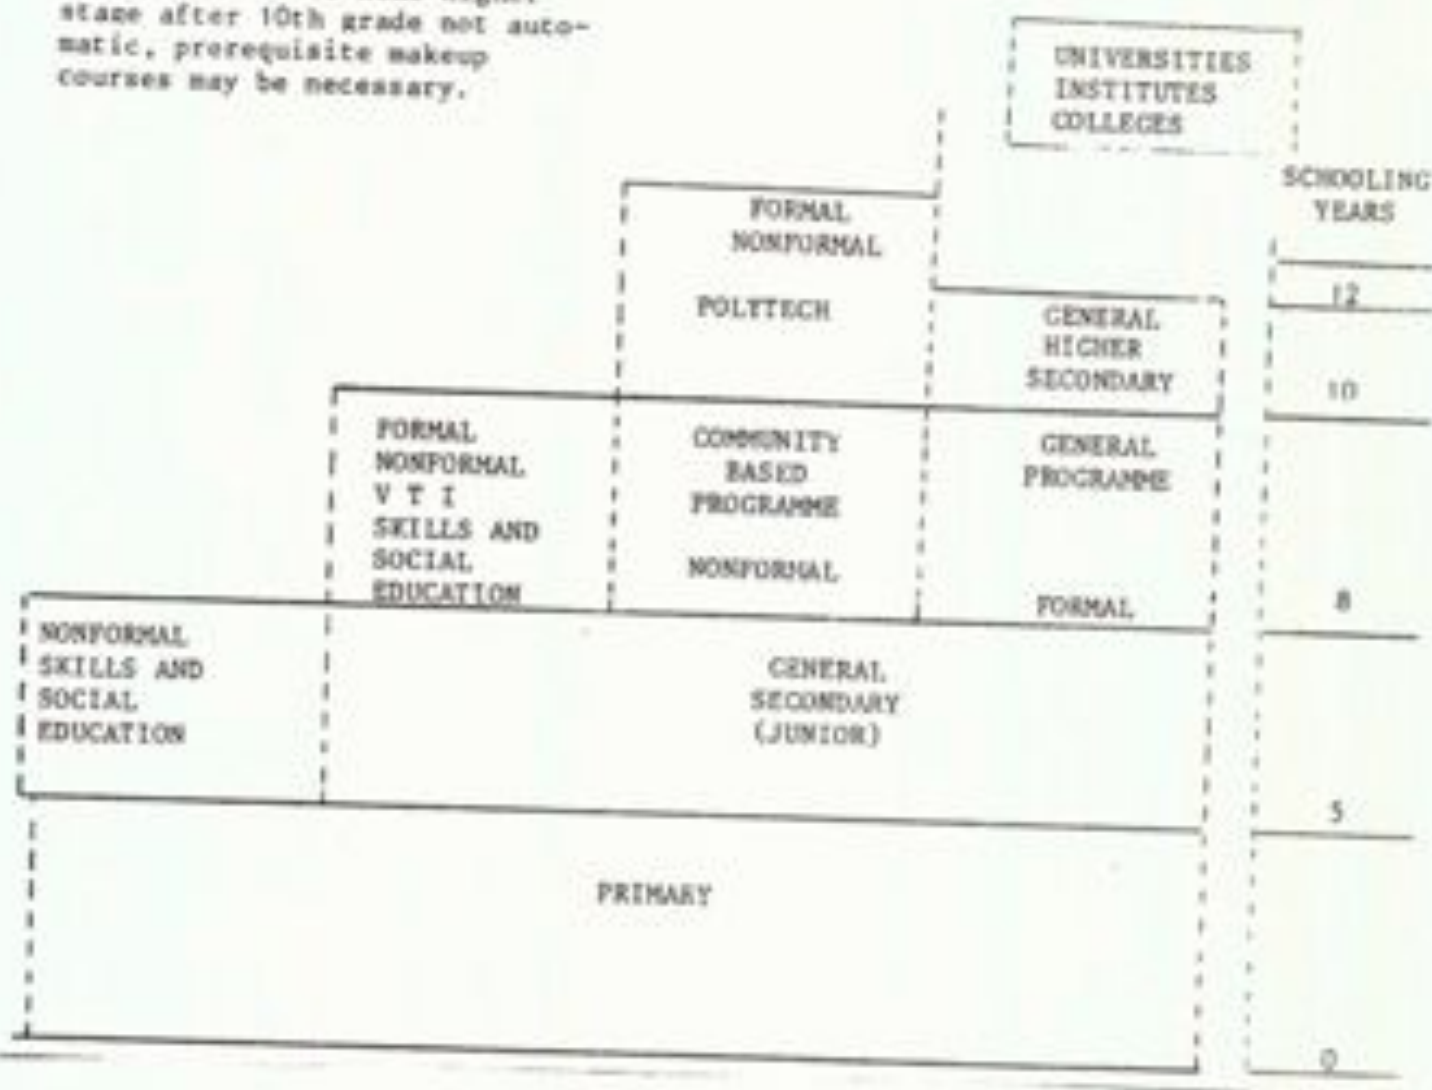 stage after 10th grade not auto-
matic, prerequisite makeup
courses may be necessary.
UNIVERSITIES
INSTITUTES
COLLEGES
SCHOOLING
YEARS
FORMAL
NONFORMAL
POLYTECH
12
GENERAL
HIGHER
SECONDARY
10
FORMAL
NONFORMAL
V T I
SKILLS AND
SOCIAL
EDUCATION
COMMUNITY
BASED
PROGRAMME
NONFORMAL
GENERAL
PROGRAMME
FORMAL
8
NONFORMAL
SKILLS AND
SOCIAL
EDUCATION
GENERAL
SECONDARY
(JUNIOR)
5
PRIMARY
0